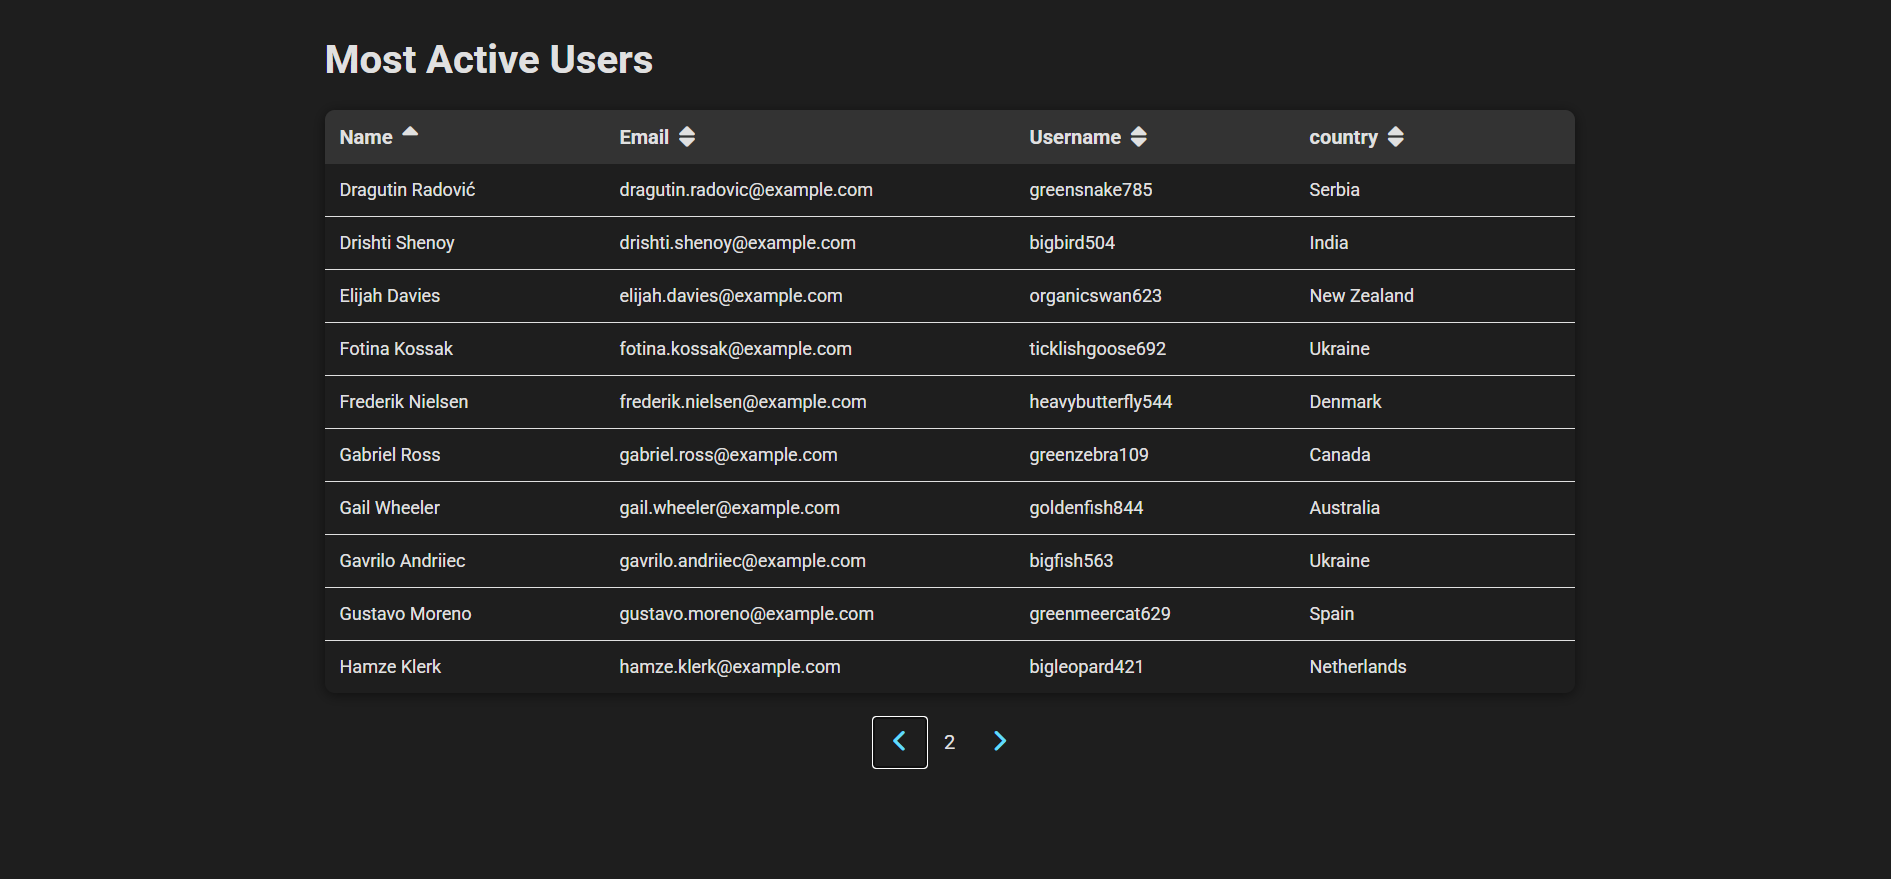 Most Active Users
Name Email Username country
Dragutin Radović dragutin.radovic@example.com greensnake785 Serbia
Drishti Shenoy drishti.shenoy@example.com bigbird504 India
Elijah Davies elijah.davies@example.com organicswan623 New Zealand
Fotina Kossak fotina.kossak@example.com ticklishgoose692 Ukraine
Frederik Nielsen frederik.nielsen@example.com heavybutterfly544 Denmark
Gabriel Ross gabriel.ross@example.com greenzebra109 Canada
Gail Wheeler gail.wheeler@example.com goldenfish844 Australia
Gavrilo Andriiec gavrilo.andriiec@example.com bigfish563 Ukraine
Gustavo Moreno gustavo.moreno@example.com greenmeercat629 Spain
Hamze Klerk hamze.klerk@example.com bigleopard421 Netherlands
2